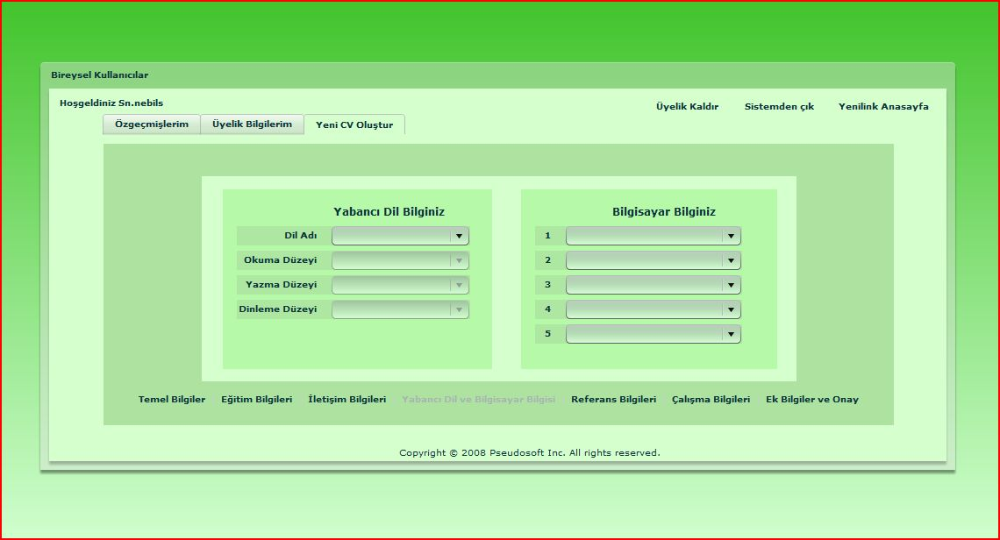 Bireysel Kullanıcılar
Hoşgeldiniz Sn.nebils
Üyelik Kaldır Sistemden çık Yenilink Anasayfa
Özgeçmişlerim Üyelik Bilgilerim Yeni CV Oluştur
Yabancı Dil Bilginiz
Dil Adı
Okuma Düzeyi
Yazma Düzeyi
Dinleme Düzeyi
Bilgisayar Bilginiz
1
2
3
4
5
Temel Bilgiler Eğitim Bilgileri İletişim Bilgileri Yabancı Dil ve Bilgisayar Bilgisi Referans Bilgileri Çalışma Bilgileri Ek Bilgiler ve Onay
Copyright © 2008 Pseudosoft Inc. All rights reserved.